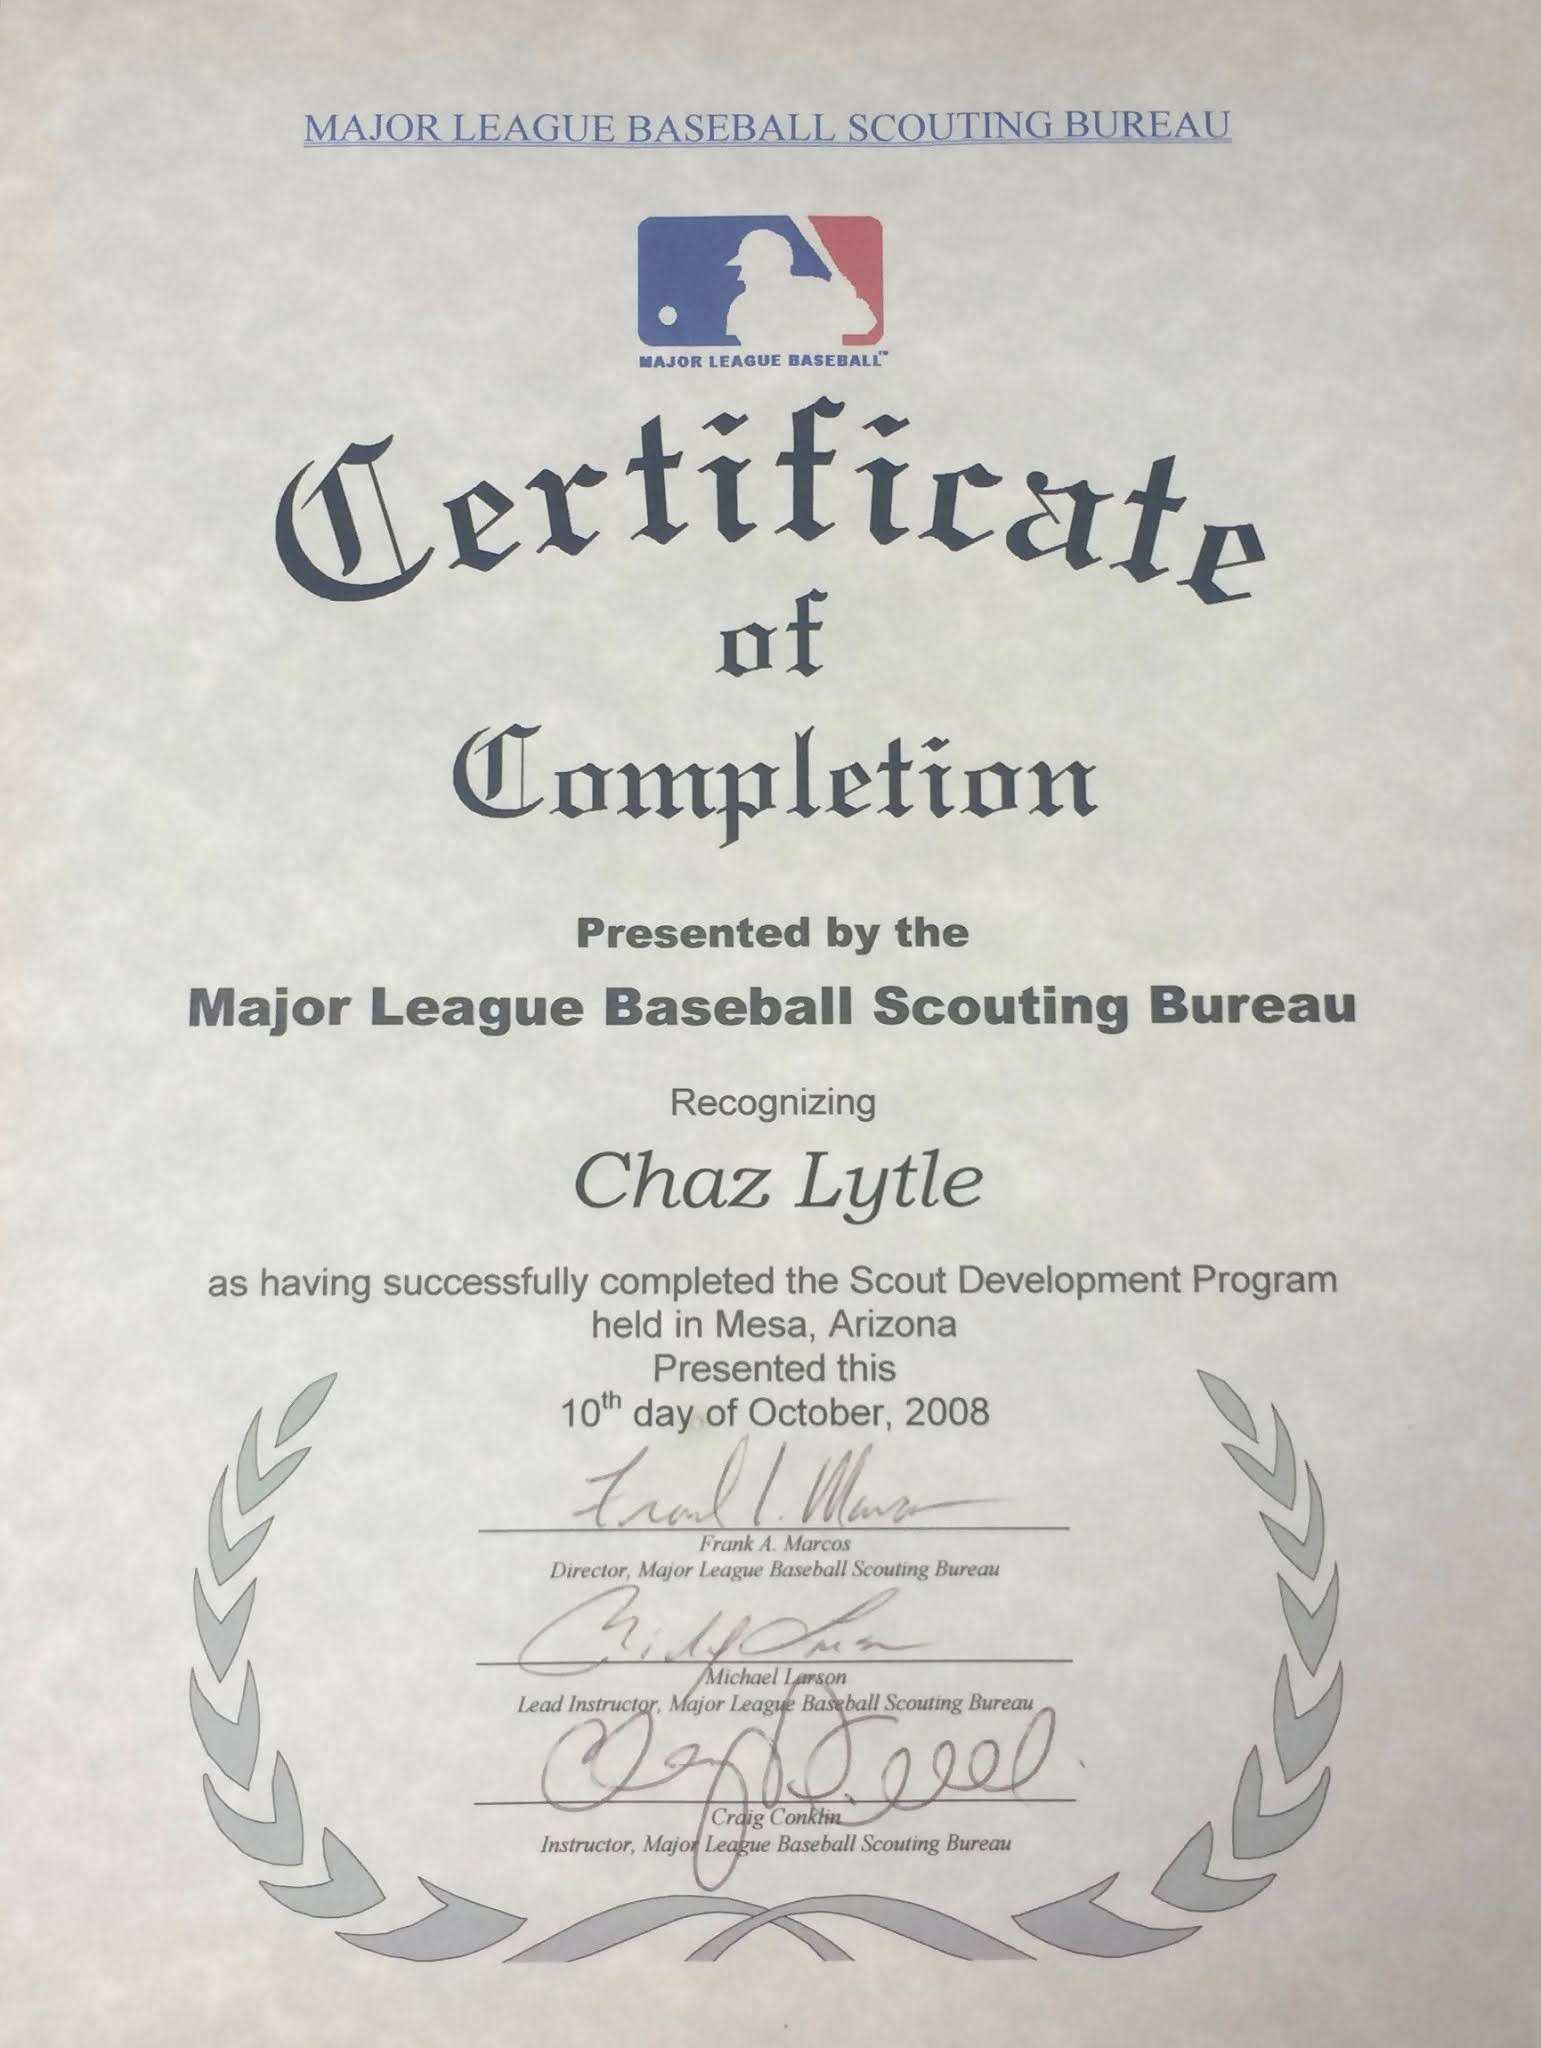 MAJOR LEAGUE BASEBALL SCOUTING BUREAU
MAJOR LEAGUE BASEBALL™
Certificate
of
Completion
Presented by the
Major League Baseball Scouting Bureau
Recognizing
Chaz Lytle
as having successfully completed the Scout Development Program
held in Mesa, Arizona
Presented this
10th day of October, 2008
Frank A. Marcos
Director, Major League Baseball Scouting Bureau
Michael Larson
Lead Instructor, Major League Baseball Scouting Bureau
Craig Conklin
Instructor, Major League Baseball Scouting Bureau